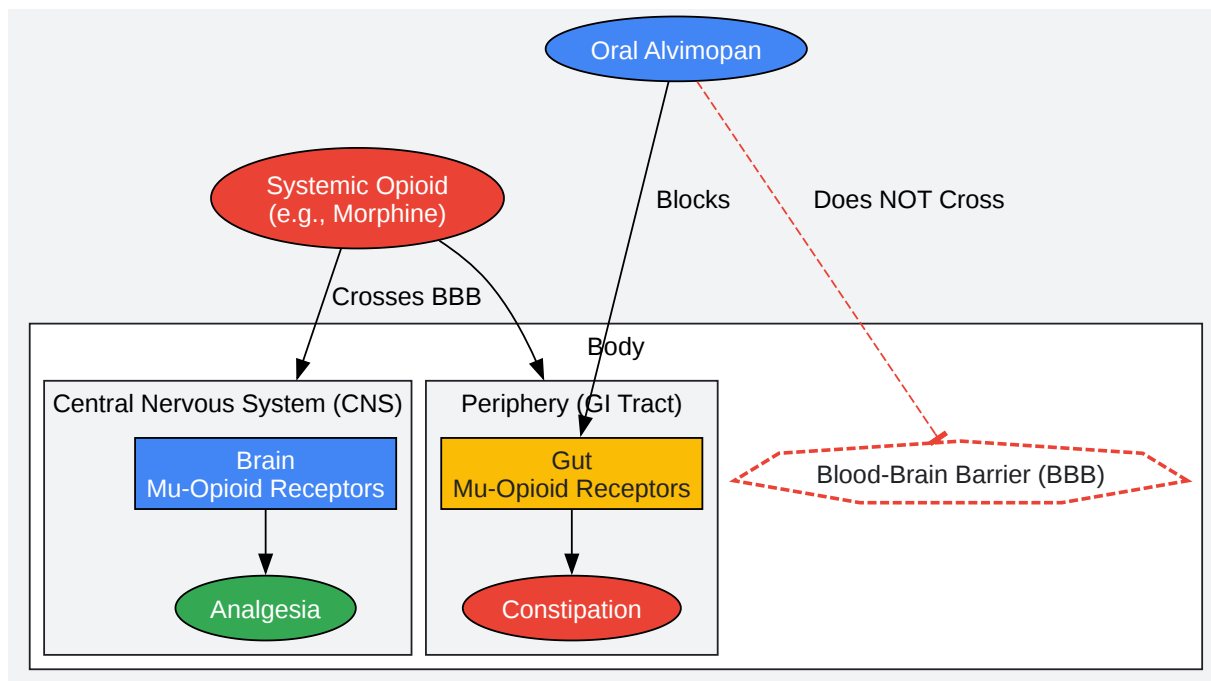 Oral Alvimopan
Systemic Opioid
(e.g., Morphine)
Blocks
Does NOT Cross
Crosses BBB
Body
Central Nervous System (CNS)
Periphery (GI Tract)
Brain
Mu-Opioid Receptors
Gut
Mu-Opioid Receptors
Blood-Brain Barrier (BBB)
Analgesia
Constipation